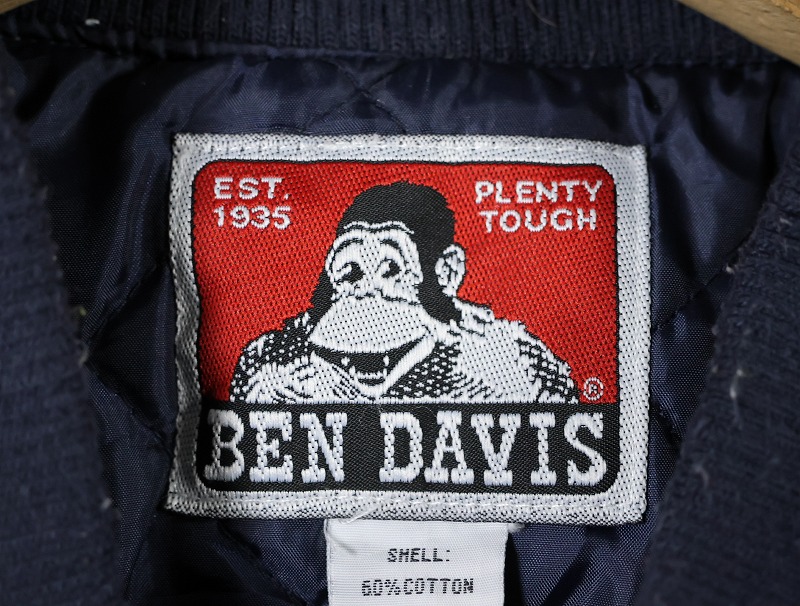 EST.
1935
PLENTY
TOUGH
®
BEN DAVIS
SHELL:
60% COTTON